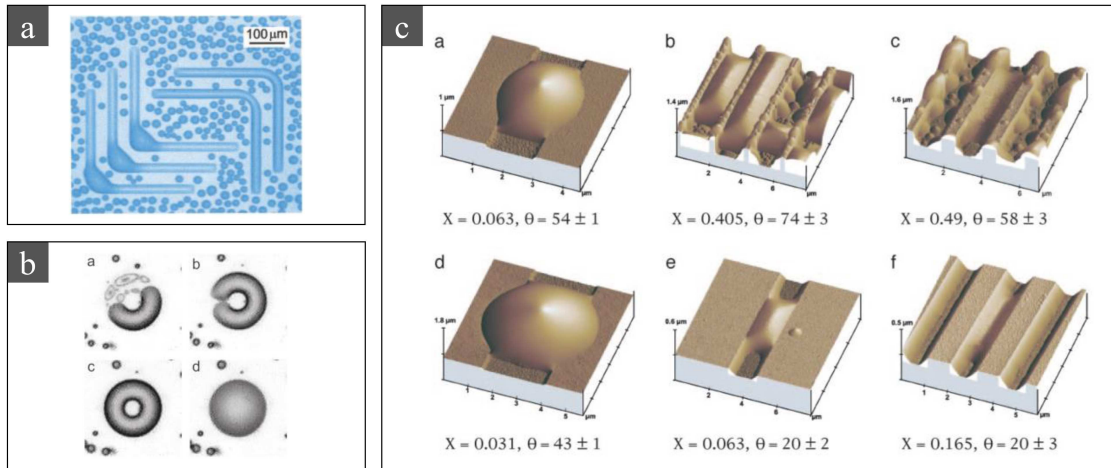 a
100 μm
b
a
b
c
d
c
a
b
c
1 μm
1
2
3
4
μm
1.4 μm
2
4
6
μm
1.6 μm
2
4
6
μm
X = 0.063, θ = 54 ± 1
X = 0.405, θ = 74 ± 3
X = 0.49, θ = 58 ± 3
d
e
f
1.8 μm
1
2
3
4
5
μm
0.6 μm
1
2
3
4
μm
0.5 μm
1
2
3
4
5
μm
X = 0.031, θ = 43 ± 1
X = 0.063, θ = 20 ± 2
X = 0.165, θ = 20 ± 3